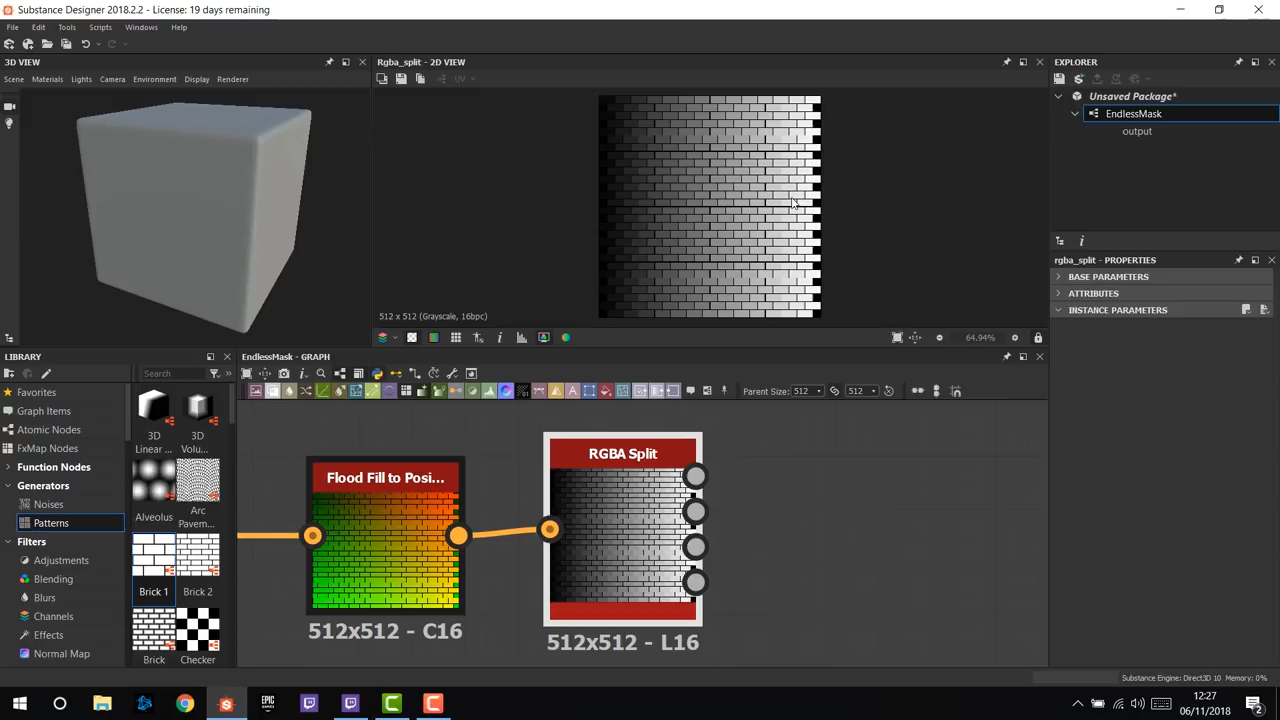 Substance Designer 2018.2.2 - License: 19 days remaining
File Edit Tools Scripts Windows Help
3D VIEW
Scene Materials Lights Camera Environment Display Renderer
Rgba_split - 2D VIEW
UV
512 x 512 (Grayscale, 16bpc)
64.94%
EXPLORER
Unsaved Package*
EndlessMask
output
rgba_split - PROPERTIES
BASE PARAMETERS
ATTRIBUTES
INSTANCE PARAMETERS
LIBRARY
Search
Favorites
Graph Items
Atomic Nodes
FxMap Nodes
Function Nodes
Generators
Noises
Patterns
Filters
Adjustments
Blending
Blurs
Channels
Effects
Normal Map
3D Linear ...
3D Volu...
Alveolus
Arc Pavem...
Brick 1
Brick 2
Brick
Checker
EndlessMask - GRAPH
Parent Size: 512 512
Flood Fill to Posi...
512x512 - C16
RGBA Split
512x512 - L16
Substance Engine: Direct3D 10 Memory: 0%
EPIC GAMES
12:27
06/11/2018
2